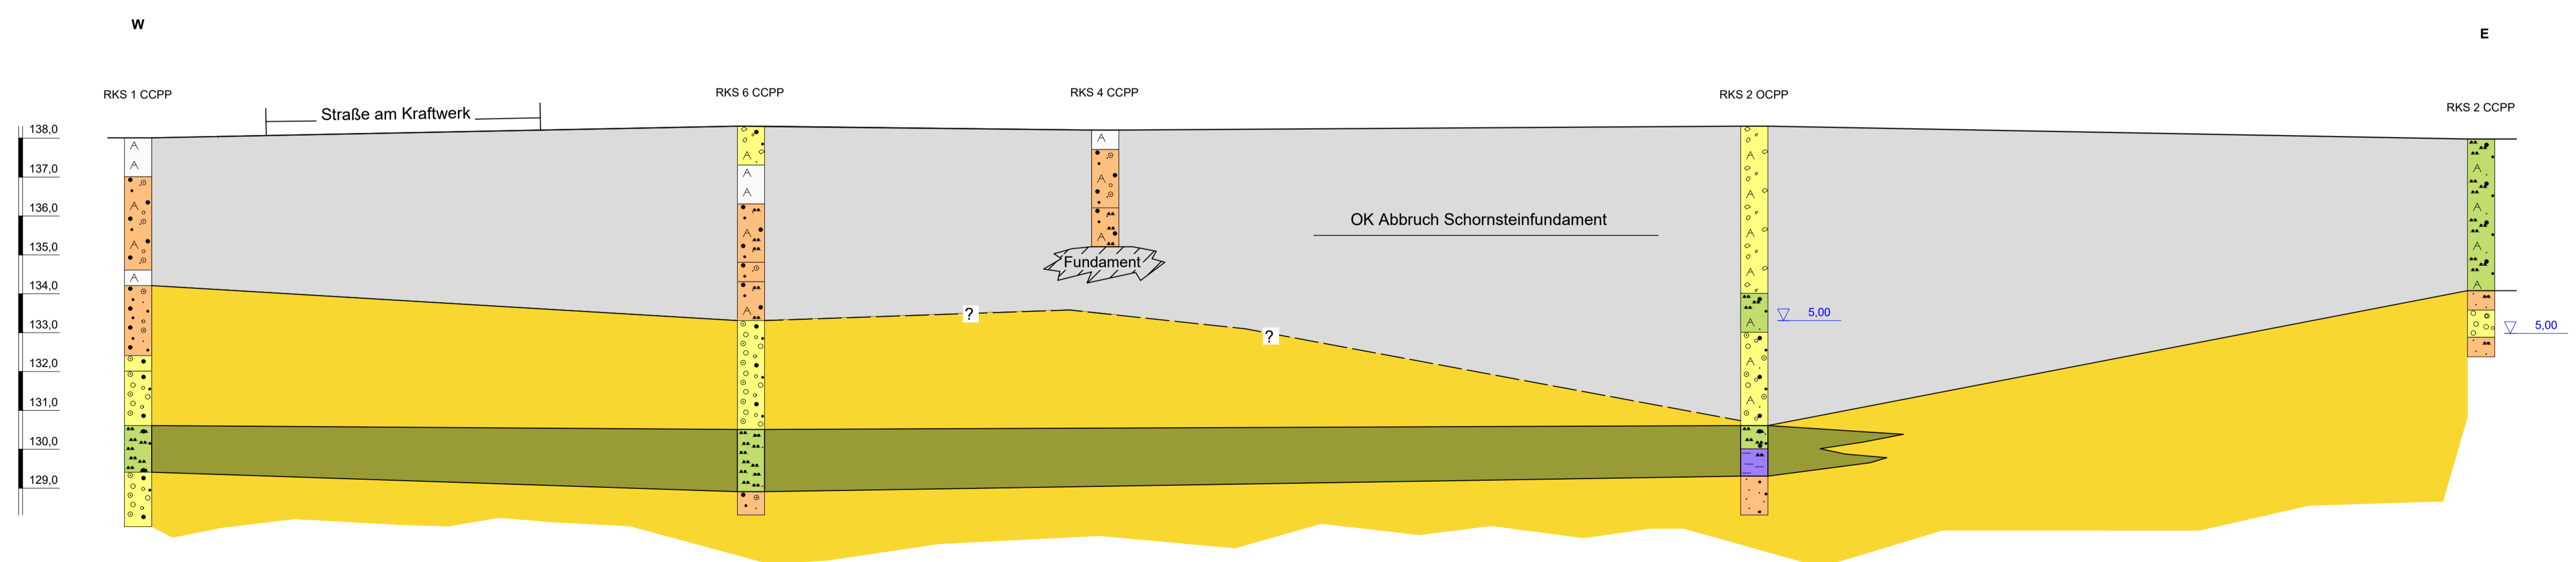 W
E
RKS 1 CCPP
Straße am Kraftwerk
RKS 6 CCPP
RKS 4 CCPP
RKS 2 OCPP
RKS 2 CCPP
138,0
137,0
136,0
135,0
134,0
133,0
132,0
131,0
130,0
129,0
OK Abbruch Schornsteinfundament
Fundament
?
?
5,00
5,00